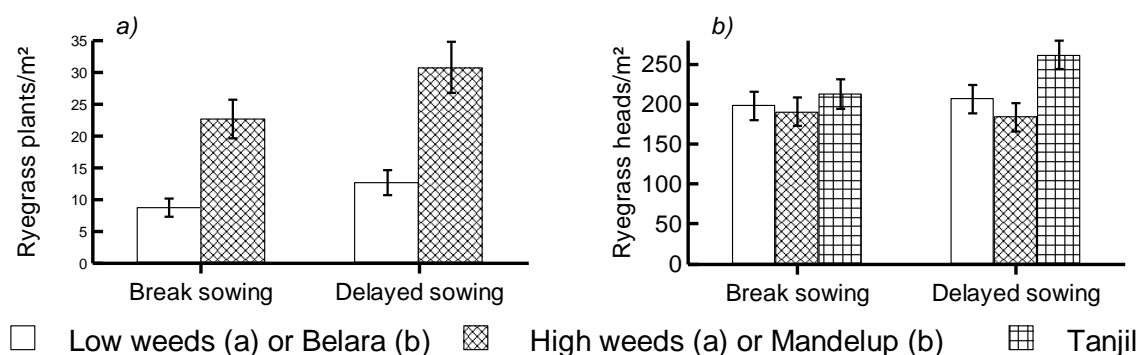 a)
Ryegrass plants/m²
35
30
25
20
15
10
5
0
Break sowing Delayed sowing
b)
Ryegrass heads/m²
250
200
150
100
50
0
Break sowing Delayed sowing
Low weeds (a) or Belara (b) High weeds (a) or Mandelup (b) Tanjil